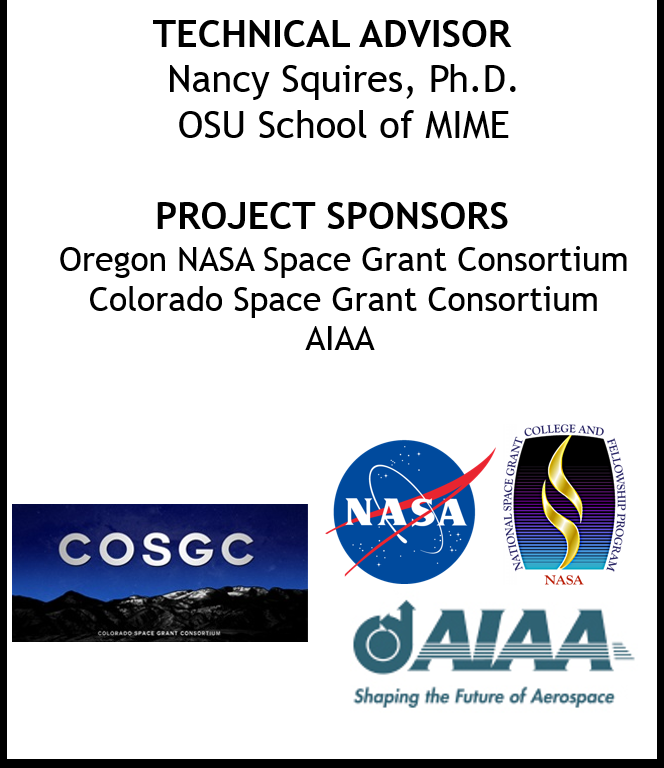 TECHNICAL ADVISOR
Nancy Squires, Ph.D.
OSU School of MIME
PROJECT SPONSORS
Oregon NASA Space Grant Consortium
Colorado Space Grant Consortium
AIAA
COSGC
COLORADO SPACE GRANT CONSORTIUM
NASA
NATIONAL SPACE GRANT COLLEGE AND FELLOWSHIP PROGRAM
NASA
AIAA
Shaping the Future of Aerospace